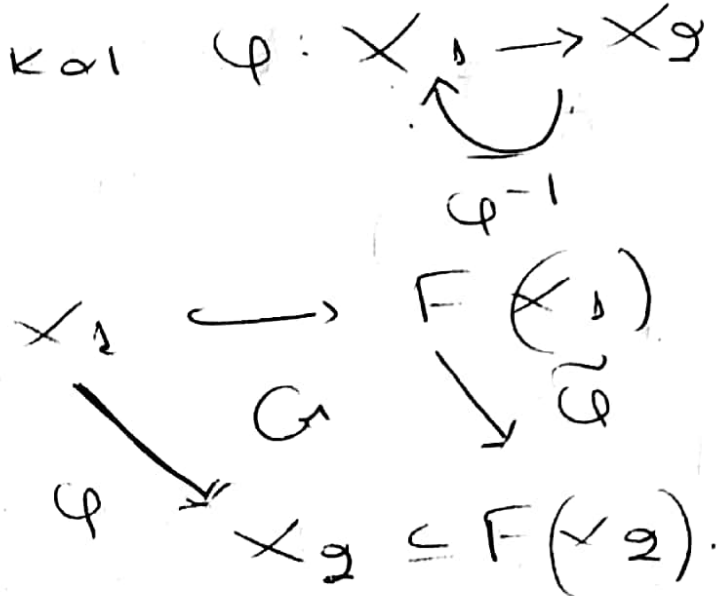 και φ: X₁ → X₂
φ⁻¹
X₁ ↪ F(X₁)
φ̃
φ
X₂ ⊆ F(X₂).